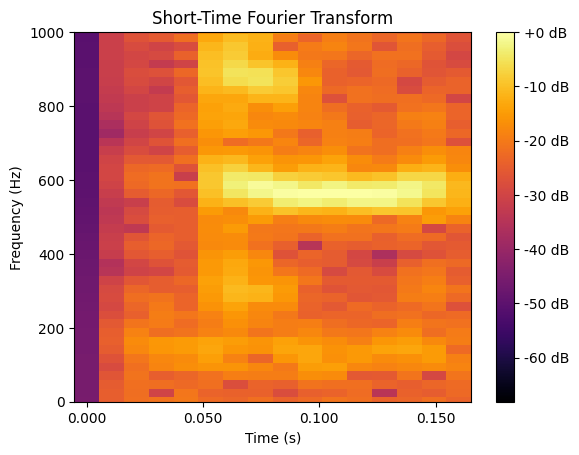 Short-Time Fourier Transform
1000
800
600
400
200
0
Frequency (Hz)
0.000
0.050
0.100
0.150
Time (s)
+0 dB
-10 dB
-20 dB
-30 dB
-40 dB
-50 dB
-60 dB